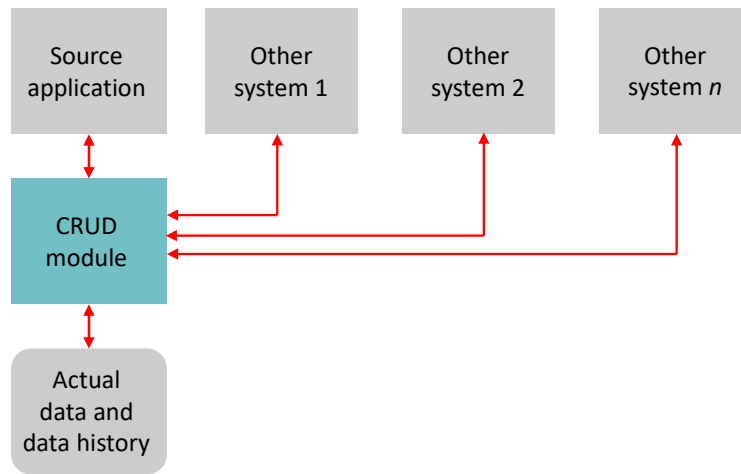 Source
application
Other
system 1
Other
system 2
Other
system n
CRUD
module
Actual
data and
data history